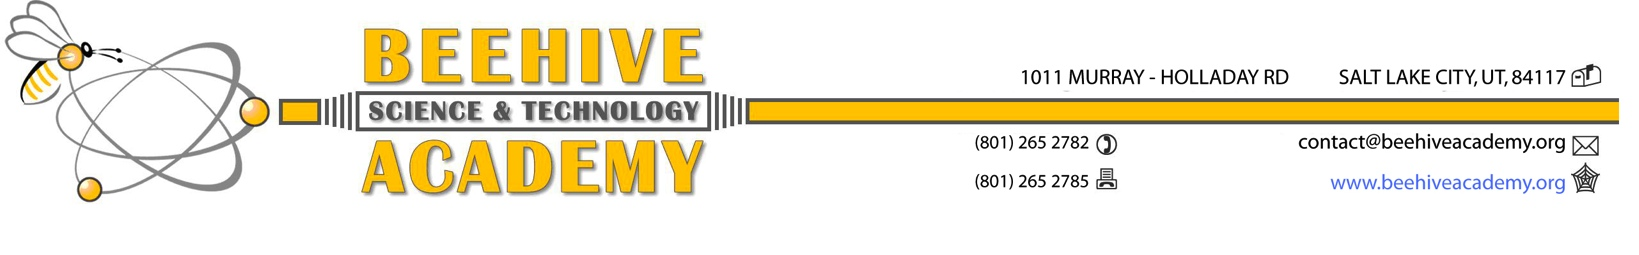 BEEHIVE
SCIENCE & TECHNOLOGY
ACADEMY
1011 MURRAY - HOLLADAY RD
SALT LAKE CITY, UT, 84117
(801) 265 2782
contact@beehiveacademy.org
(801) 265 2785
www.beehiveacademy.org